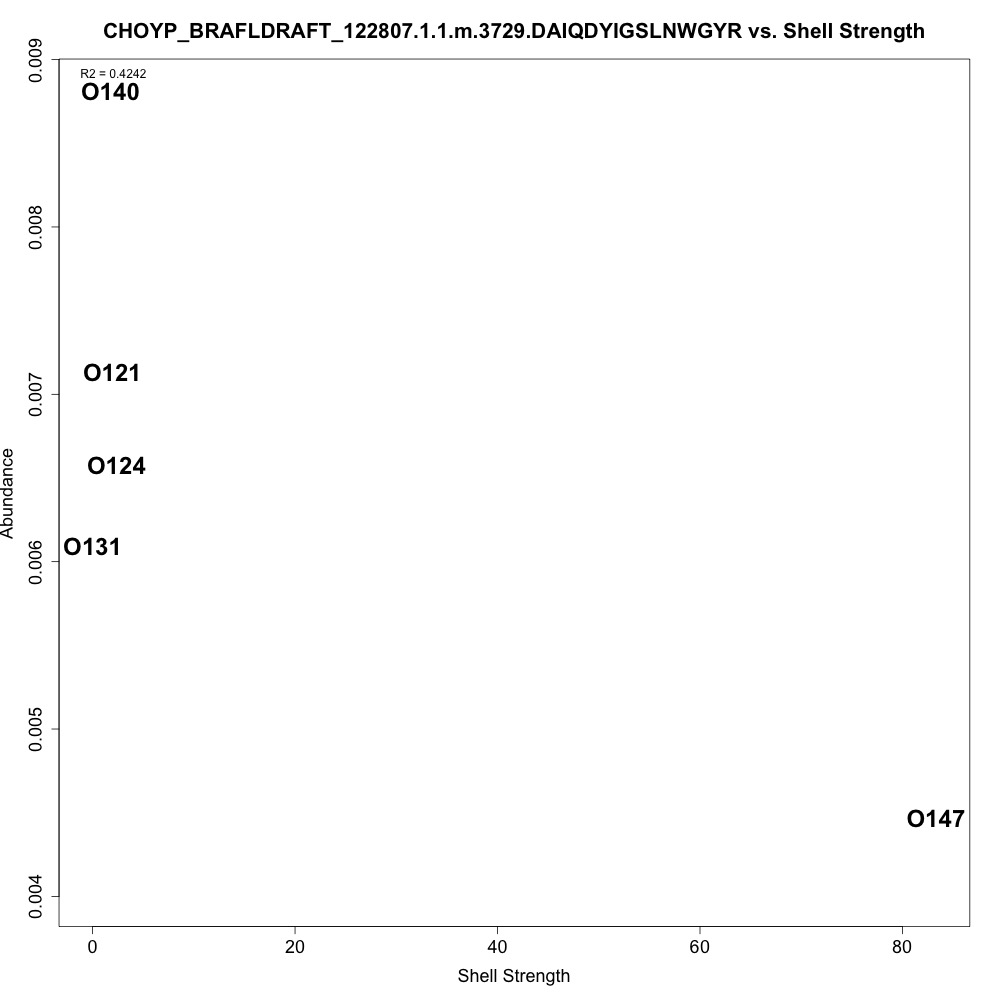 CHOYP_BRAFLDRAFT_122807.1.1.m.3729.DAIQDYIGSLNWGYR vs. Shell Strength
R2 = 0.4242
O140
O121
O124
O131
O147
Abundance
0.009
0.008
0.007
0.006
0.005
0.004
0
20
40
60
80
Shell Strength